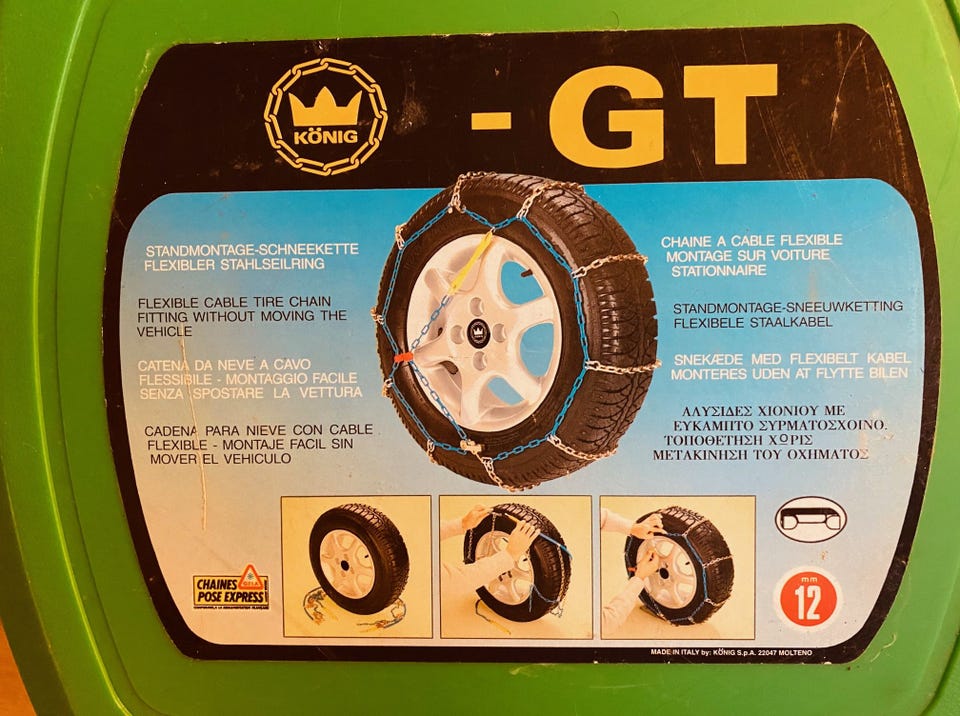 KÖNIG
- GT
STANDMONTAGE-SCHNEEKETTE
FLEXIBLER STAHLSEILRING
FLEXIBLE CABLE TIRE CHAIN
FITTING WITHOUT MOVING THE
VEHICLE
CATENA DA NEVE A CAVO
FLESSIBILE - MONTAGGIO FACILE
SENZA SPOSTARE LA VETTURA
CADENA PARA NIEVE CON CABLE
FLEXIBLE - MONTAJE FACIL SIN
MOVER EL VEHICULO
CHAINE A CABLE FLEXIBLE
MONTAGE SUR VOITURE
STATIONNAIRE
STANDMONTAGE-SNEEUWKETTING
FLEXIBELE STAALKABEL
SNEKÆDE MED FLEXIBELT KABEL
MONTERES UDEN AT FLYTTE BILEN
ΑΛΥΣΙΔΕΣ ΧΙΟΝΙΟΥ ΜΕ
ΕΥΚΑΜΠΤΟ ΣΥΡΜΑΤΟΣΧΟΙΝΟ.
ΤΟΠΟΘΕΤΗΣΗ ΧΩΡΙΣ
ΜΕΤΑΚΙΝΗΣΗ ΤΟΥ ΟΧΗΜΑΤΟΣ
CHAINES
POSE EXPRESS
mm
12
MADE IN ITALY by: KÖNIG S.p.A. 22047 MOLTENO